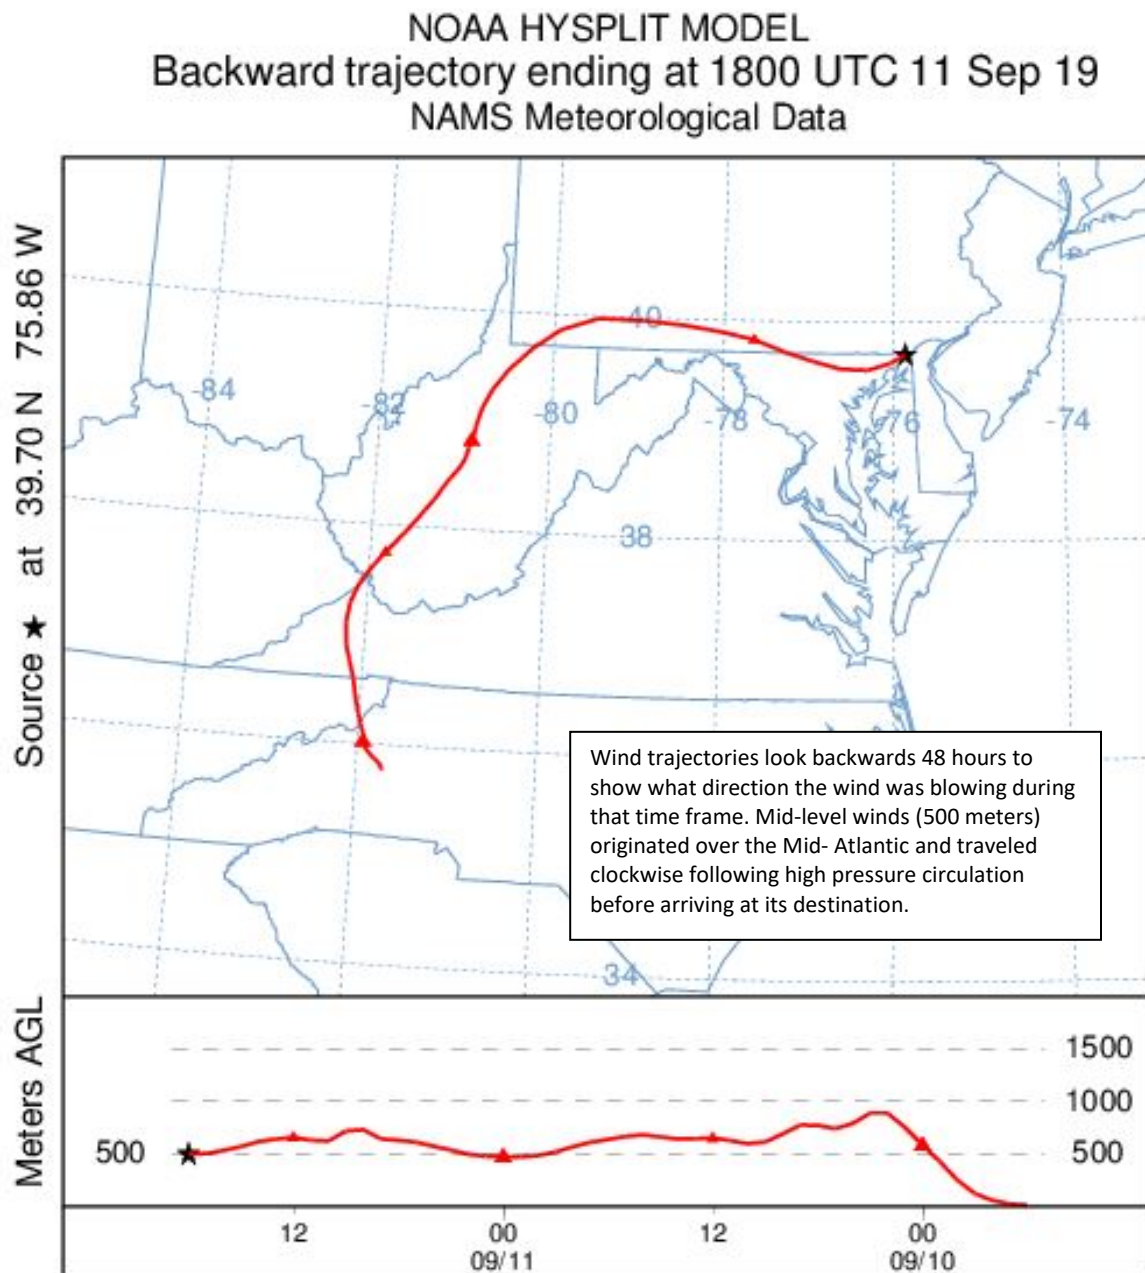 NOAA HYSPLIT MODEL
Backward trajectory ending at 1800 UTC 11 Sep 19
NAMS Meteorological Data
Source ★ at 39.70 N 75.86 W
40
-84
-82
-80
-78
-76
-74
38
Wind trajectories look backwards 48 hours to
show what direction the wind was blowing during
that time frame. Mid-level winds (500 meters)
originated over the Mid- Atlantic and traveled
clockwise following high pressure circulation
before arriving at its destination.
34
Meters AGL
1500
1000
500
500
12
00
12
00
09/11
09/10